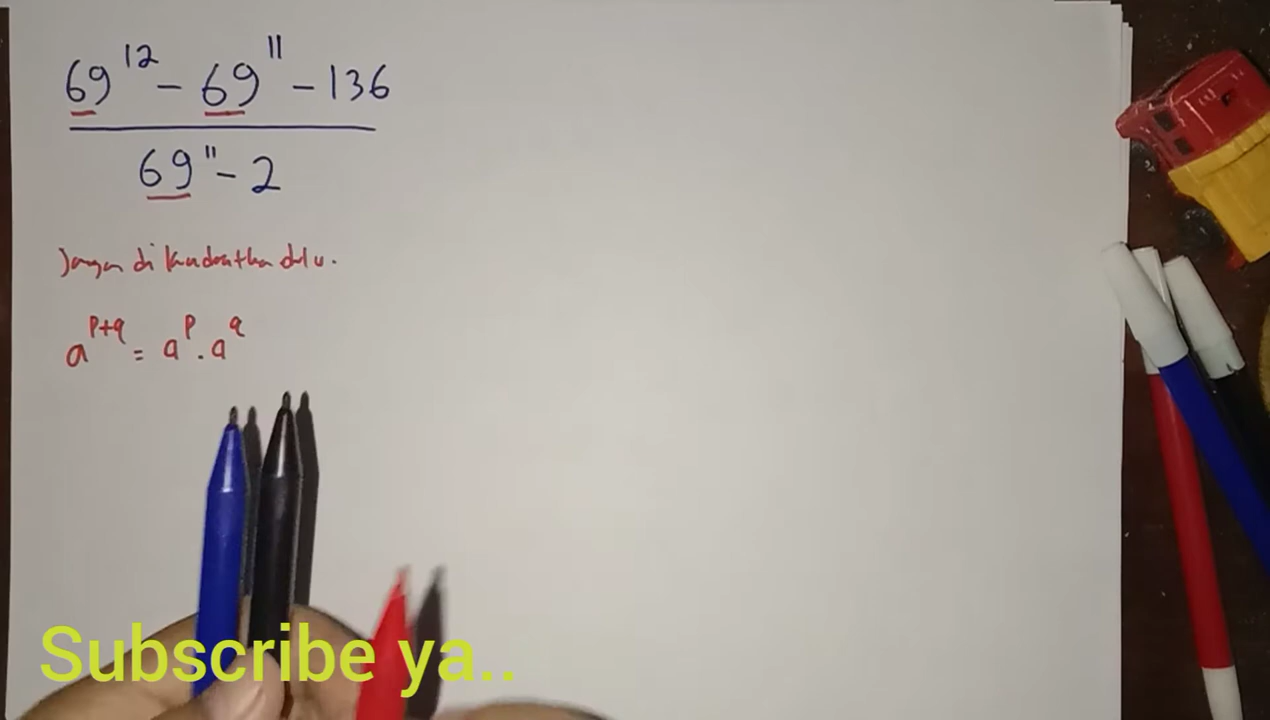 69¹² - 69¹¹ - 136
69¹¹ - 2
Jangan di kuadratkan dulu.
a^(p+q) = a^p . a^q
Subscribe ya..